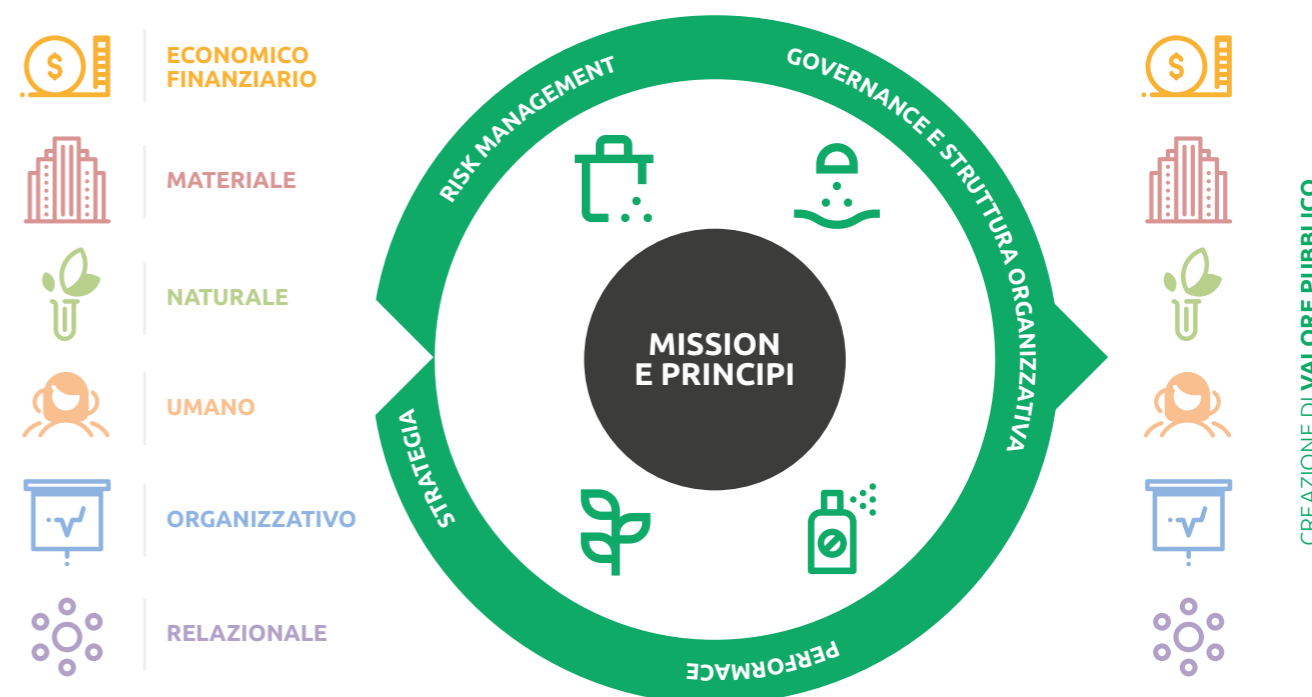 ECONOMICO
FINANZIARIO
MATERIALE
NATURALE
UMANO
ORGANIZZATIVO
RELAZIONALE
RISK MANAGEMENT
GOVERNANCE E STRUTTURA ORGANIZZATIVA
STRATEGIA
PERFORMACE
MISSION
E PRINCIPI
$
$
CREAZIONE DI VALORE PUBBLICO